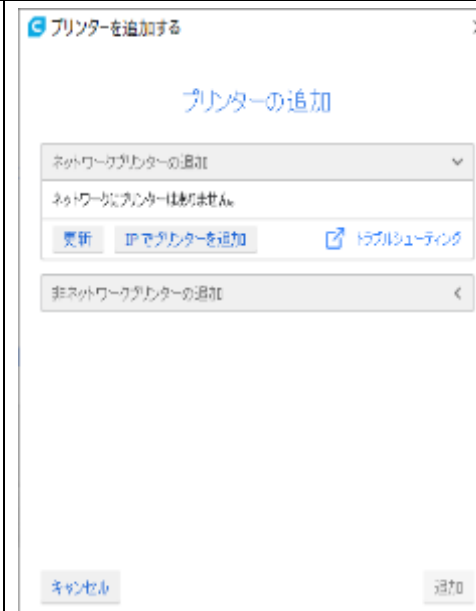 プリンターを追加する
プリンターの追加
ネットワークプリンターの追加
ネットワークにプリンターはありません。
更新 IPでプリンターを追加 トラブルシューティング
非ネットワークプリンターの追加
キャンセル 追加